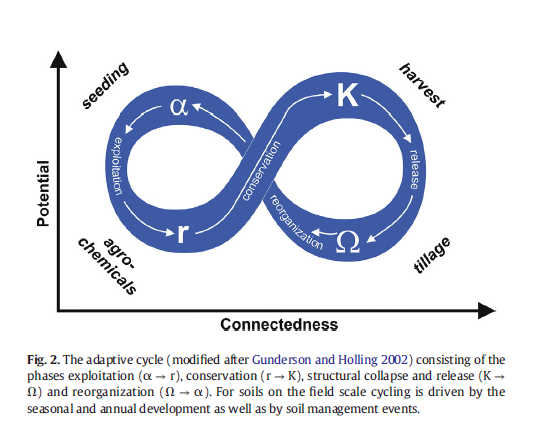 seeding
harvest
α
K
exploitation
conservation
release
r
reorganization
Ω
agro-
chemicals
tillage
Potential
Connectedness
Fig. 2. The adaptive cycle (modified after Gunderson and Holling 2002) consisting of the
phases exploitation (α → r), conservation (r → K), structural collapse and release (K →
Ω) and reorganization (Ω → α). For soils on the field scale cycling is driven by the
seasonal and annual development as well as by soil management events.